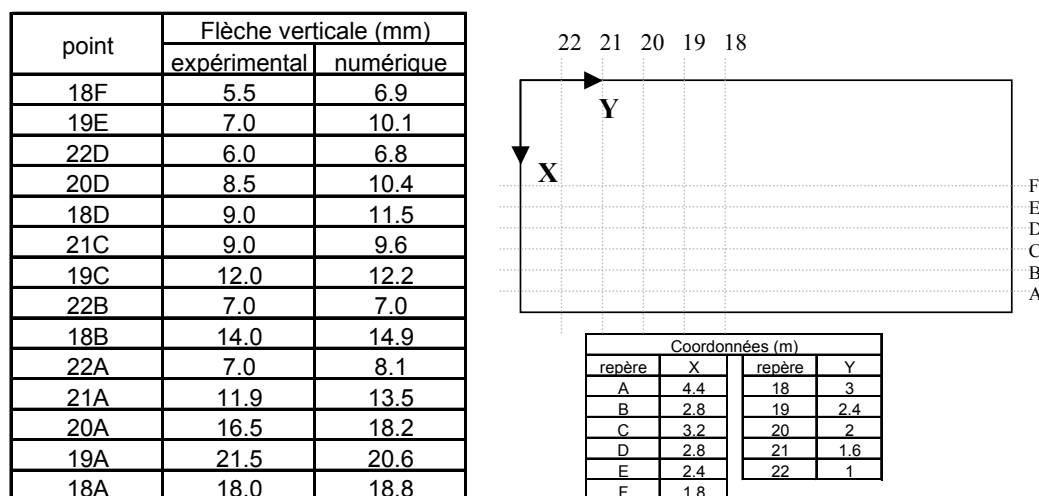 point Flèche verticale (mm)
expérimental numérique
18F 5.5 6.9
19E 7.0 10.1
22D 6.0 6.8
20D 8.5 10.4
18D 9.0 11.5
21C 9.0 9.6
19C 12.0 12.2
22B 7.0 7.0
18B 14.0 14.9
22A 7.0 8.1
21A 11.9 13.5
20A 16.5 18.2
19A 21.5 20.6
18A 18.0 18.8
22 21 20 19 18
Y
X
F
E
D
C
B
A
Coordonnées (m)
repère X repère Y
A 4.4 18 3
B 2.8 19 2.4
C 3.2 20 2
D 2.8 21 1.6
E 2.4 22 1
F 1.8